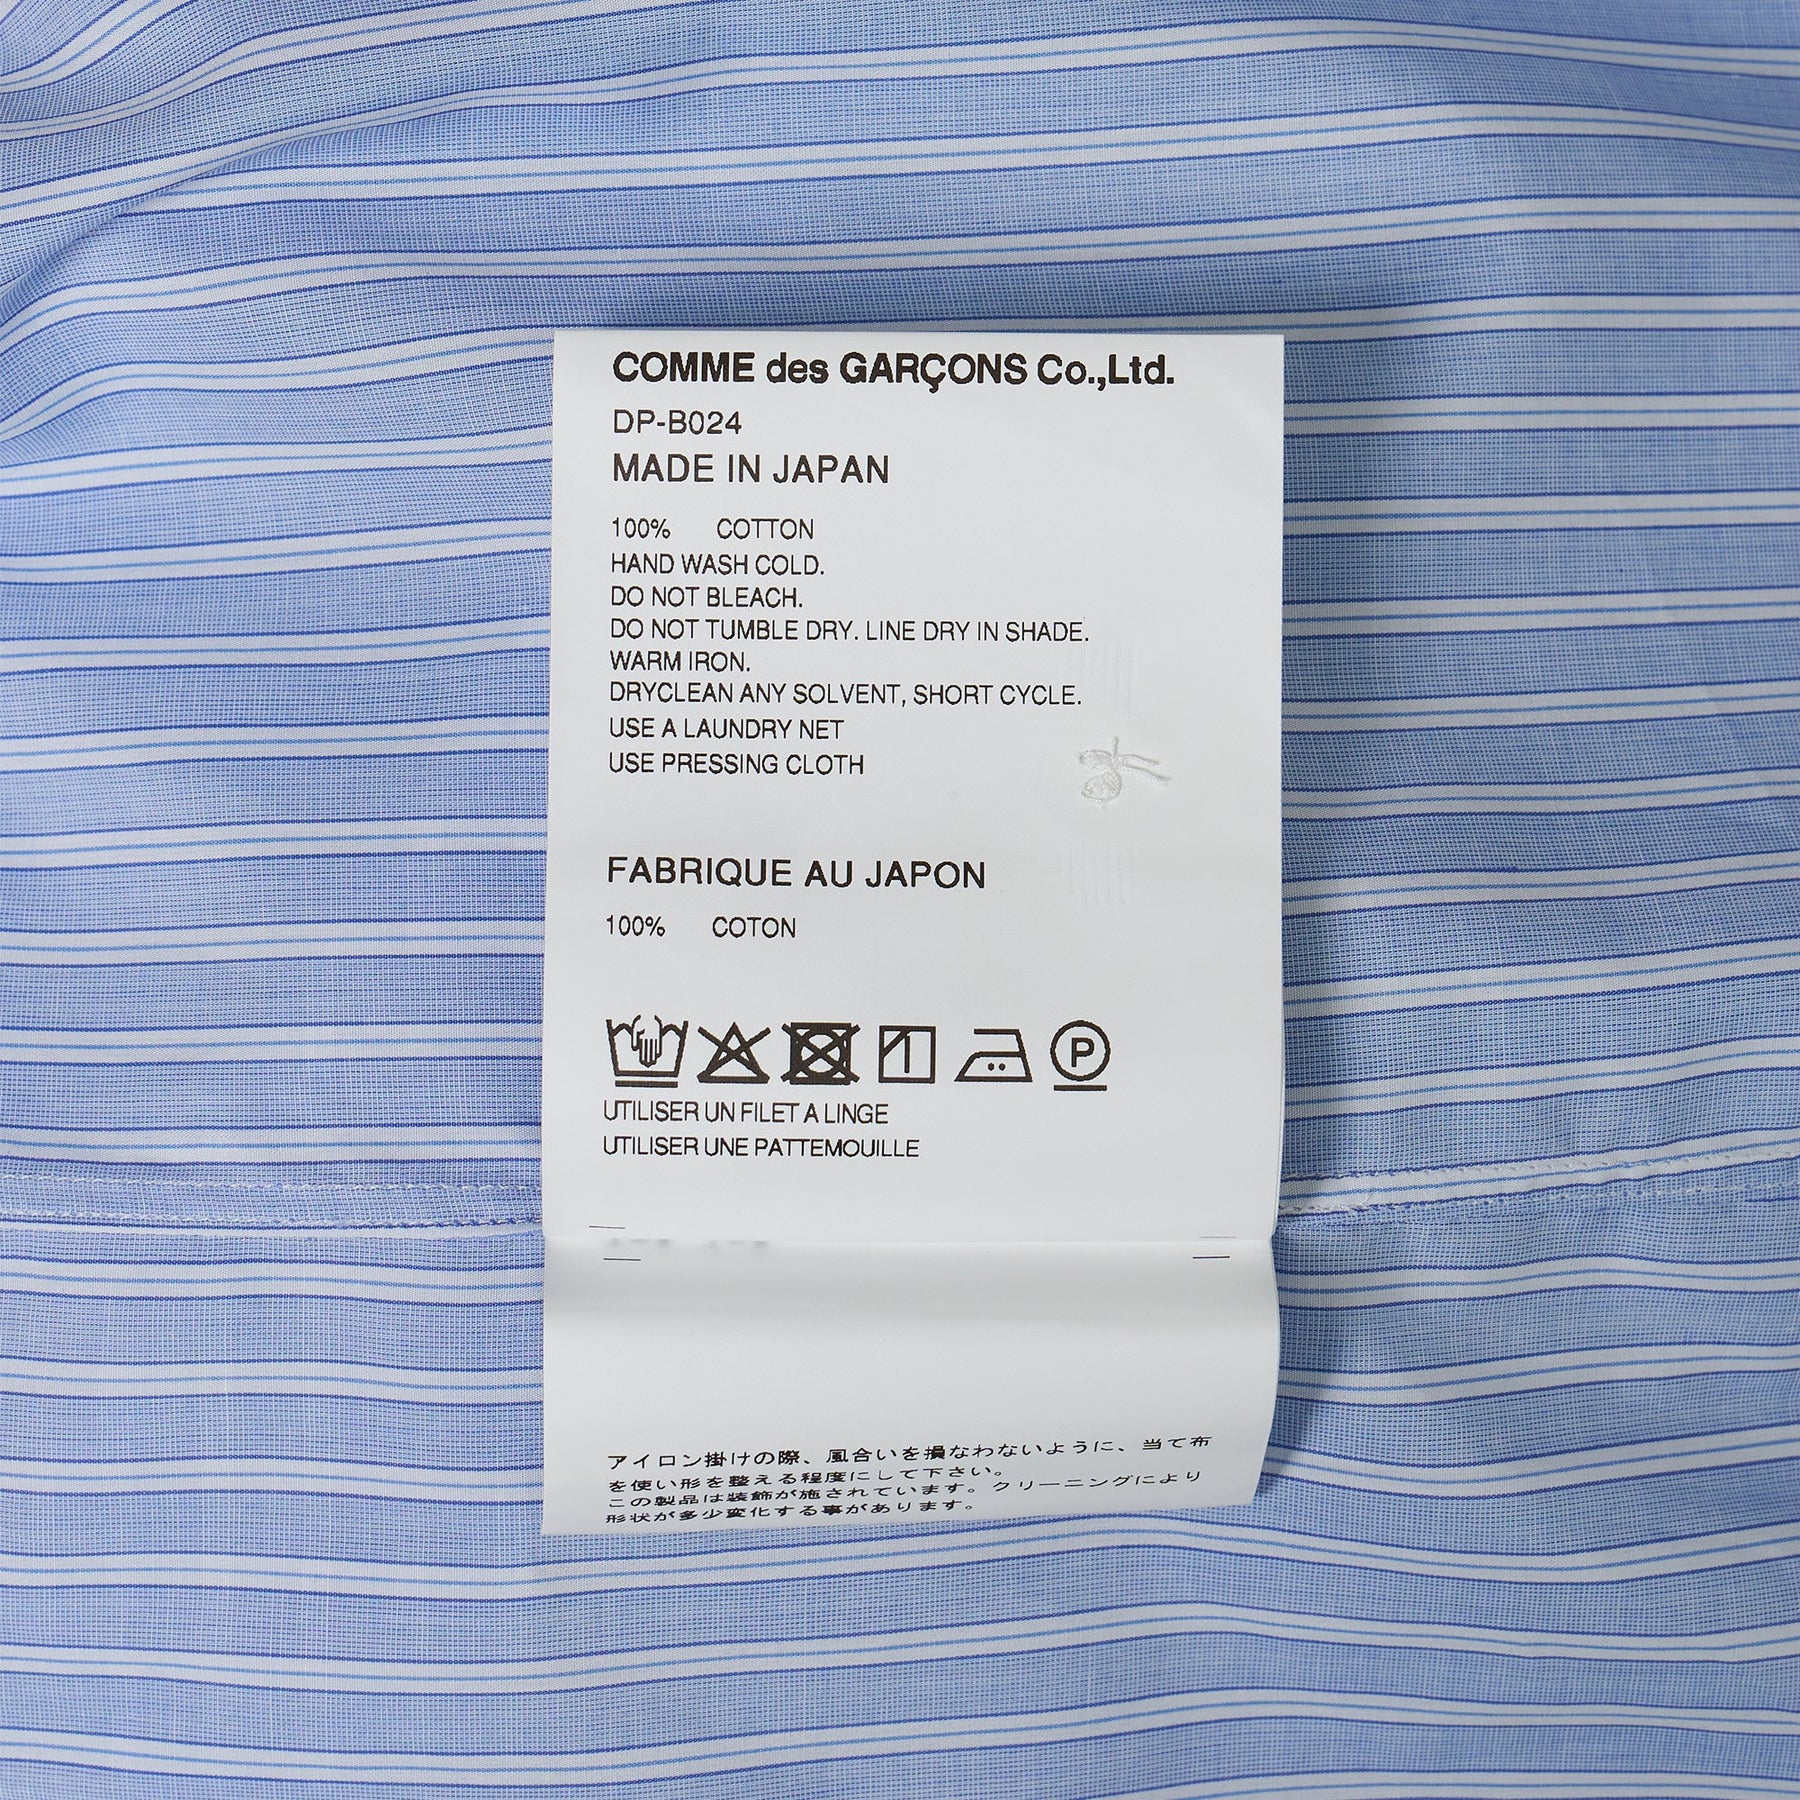 COMME des GARÇONS Co.,Ltd.
DP-B024
MADE IN JAPAN
100% COTTON
HAND WASH COLD.
DO NOT BLEACH.
DO NOT TUMBLE DRY. LINE DRY IN SHADE.
WARM IRON.
DRYCLEAN ANY SOLVENT, SHORT CYCLE.
USE A LAUNDRY NET
USE PRESSING CLOTH
FABRIQUE AU JAPON
100% COTON
P
UTILISER UN FILET A LINGE
UTILISER UNE PATTEMOUILLE
アイロン掛けの際、風合いを損なわないように、当て布
を使い形を整える程度にして下さい。
この製品は装飾が施されています。クリーニングにより
形状が多少変化する事があります。